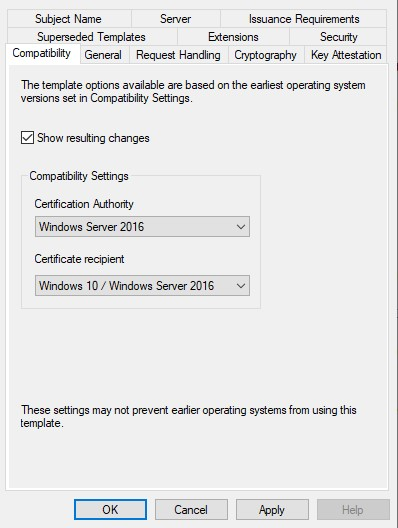 Subject Name
Server
Issuance Requirements
Superseded Templates
Extensions
Security
Compatibility
General
Request Handling
Cryptography
Key Attestation
The template options available are based on the earliest operating system
versions set in Compatibility Settings.
Show resulting changes
Compatibility Settings
Certification Authority
Windows Server 2016
Certificate recipient
Windows 10 / Windows Server 2016
These settings may not prevent earlier operating systems from using this
template.
OK
Cancel
Apply
Help